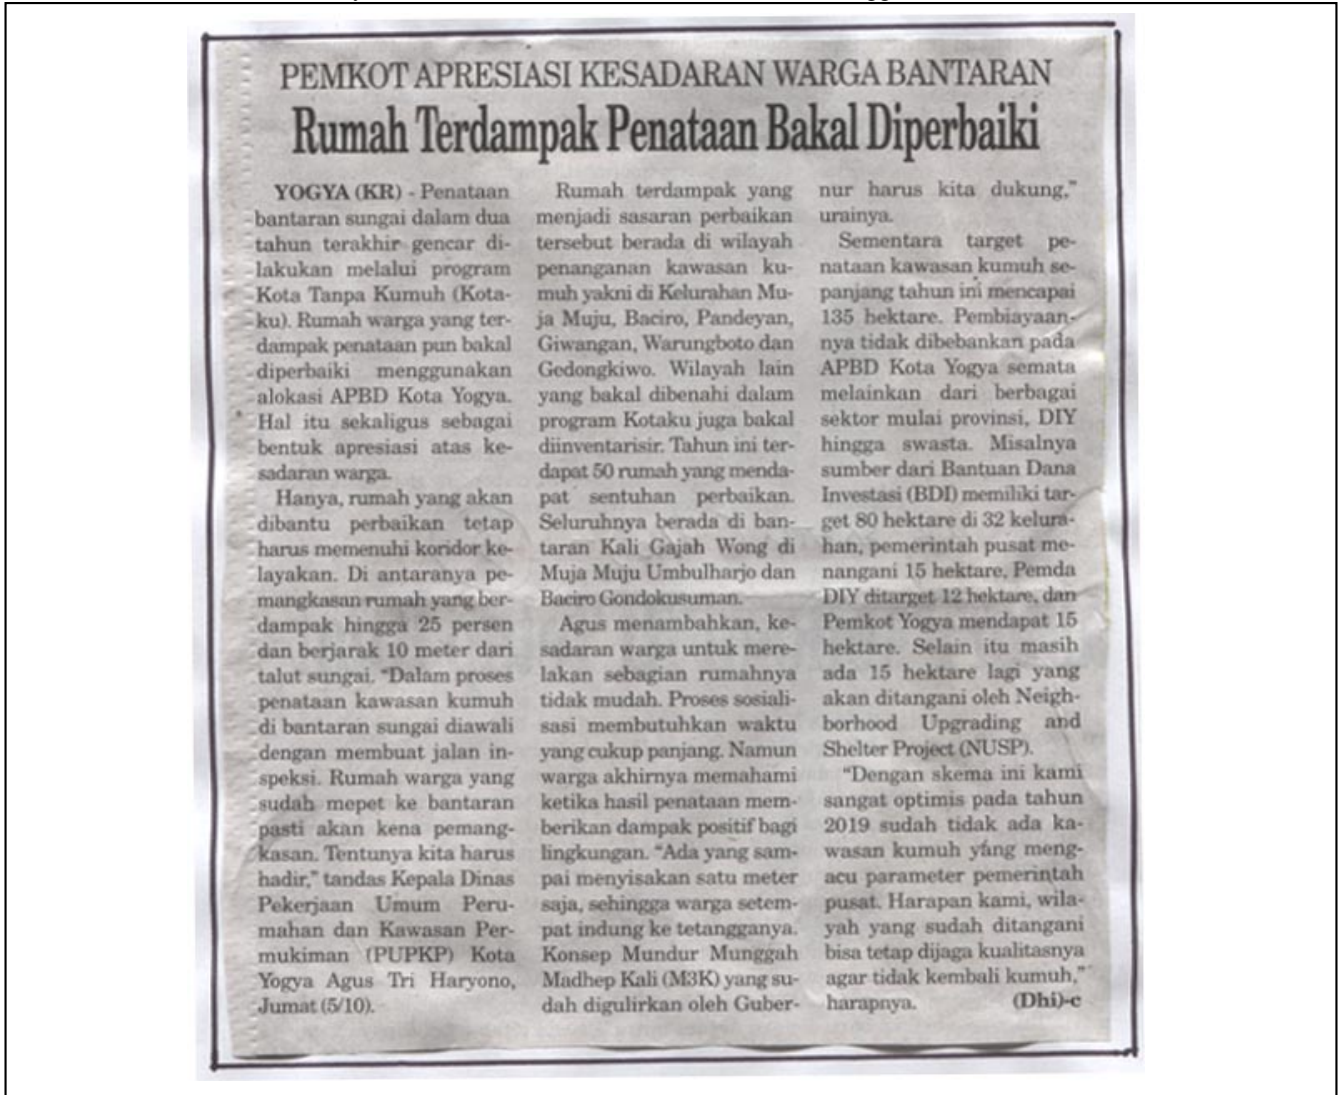 PEMKOT APRESIASI KESADARAN WARGA BANTARAN
Rumah Terdampak Penataan Bakal Diperbaiki
YOGYA (KR) - Penataan
bantaran sungai dalam dua
tahun terakhir gencar di-
lakukan melalui program
Kota Tanpa Kumuh (Kota-
ku). Rumah warga yang ter-
dampak penataan pun bakal
diperbaiki menggunakan
alokasi APBD Kota Yogya.
Hal itu sekaligus sebagai
bentuk apresiasi atas ke-
sadaran warga.
Hanya, rumah yang akan
dibantu perbaikan tetap
harus memenuhi koridor ke-
layakan. Di antaranya pe-
mangkasan rumah yang ber-
dampak hingga 25 persen
dan berjarak 10 meter dari
talut sungai. "Dalam proses
penataan kawasan kumuh
di bantaran sungai diawali
dengan membuat jalan in-
speksi. Rumah warga yang
sudah mepet ke bantaran
pasti akan kena pemang-
kasan. Tentunya kita harus
hadir," tandas Kepala Dinas
Pekerjaan Umum Peru-
mahan dan Kawasan Per-
mukiman (PUPKP) Kota
Yogya Agus Tri Haryono,
Jumat (5/10).
Rumah terdampak yang
menjadi sasaran perbaikan
tersebut berada di wilayah
penanganan kawasan ku-
muh yakni di Kelurahan Mu-
ja Muju, Baciro, Pandeyan,
Giwangan, Warungboto dan
Gedongkiwo. Wilayah lain
yang bakal dibenahi dalam
program Kotaku juga bakal
diinventarisir. Tahun ini ter-
dapat 50 rumah yang menda-
pat sentuhan perbaikan.
Seluruhnya berada di ban-
taran Kali Gajah Wong di
Muja Muju Umbulharjo dan
Baciro Gondokusuman.
Agus menambahkan, ke-
sadaran warga untuk mere-
lakan sebagian rumahnya
tidak mudah. Proses sosiali-
sasi membutuhkan waktu
yang cukup panjang. Namun
warga akhirnya memahami
ketika hasil penataan mem-
berikan dampak positif bagi
lingkungan. "Ada yang sam-
pai menyisakan satu meter
saja, sehingga warga setem-
pat indung ke tetangganya.
Konsep Mundur Munggah
Madhep Kali (M3K) yang su-
dah digulirkan oleh Guber-
nur harus kita dukung,"
urainya.
Sementara target pe-
nataan kawasan kumuh se-
panjang tahun ini mencapai
135 hektare. Pembiayaan-
nya tidak dibebankan pada
APBD Kota Yogya semata
melainkan dari berbagai
sektor mulai provinsi, DIY
hingga swasta. Misalnya
sumber dari Bantuan Dana
Investasi (BDI) memiliki tar-
get 80 hektare di 32 kelura-
han, pemerintah pusat me-
nangani 15 hektare, Pemda
DIY ditarget 12 hektare, dan
Pemkot Yogya mendapat 15
hektare. Selain itu masih
ada 15 hektare lagi yang
akan ditangani oleh Neigh-
borhood Upgrading and
Shelter Project (NUSP).
"Dengan skema ini kami
sangat optimis pada tahun
2019 sudah tidak ada ka-
wasan kumuh yang meng-
acu parameter pemerintah
pusat. Harapan kami, wila-
yah yang sudah ditangani
bisa tetap dijaga kualitasnya
agar tidak kembali kumuh,"
harapnya. (Dhi)-c